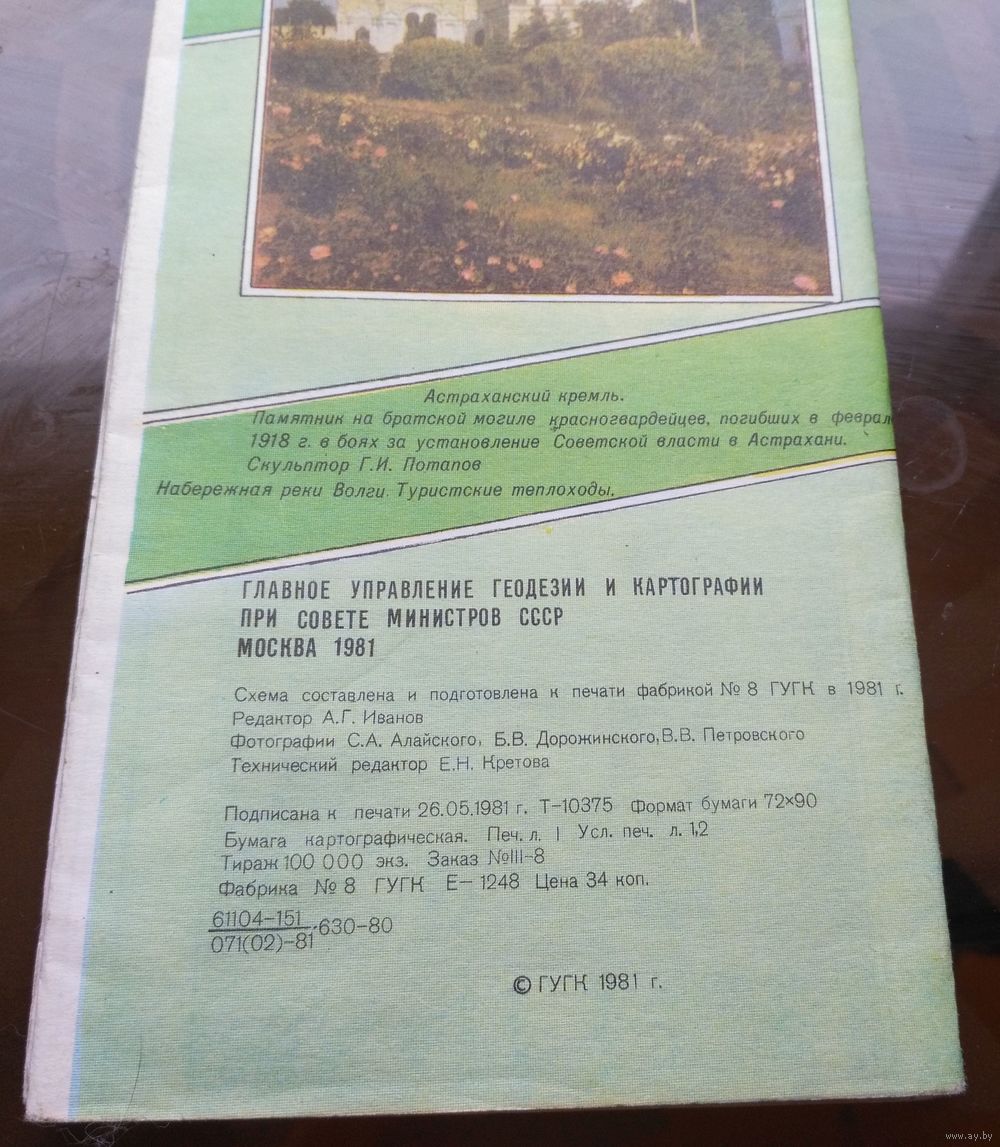 Астраханский кремль.
Памятник на братской могиле красногвардейцев, погибших в феврал
1918 г. в боях за установление Советской власти в Астрахани.
Скульптор Г.И. Потапов
Набережная реки Волги. Туристские теплоходы.
ГЛАВНОЕ УПРАВЛЕНИЕ ГЕОДЕЗИИ И КАРТОГРАФИИ
ПРИ СОВЕТЕ МИНИСТРОВ СССР
МОСКВА 1981
Схема составлена и подготовлена к печати фабрикой № 8 ГУГК в 1981 г.
Редактор А.Г. Иванов
Фотографии С.А. Алайского, Б.В. Дорожинского, В.В. Петровского
Технический редактор Е.Н. Кретова
Подписана к печати 26.05.1981 г. Т-10375 Формат бумаги 72×90
Бумага картографическая. Печ. л. 1 Усл. печ. л. 1,2
Тираж 100 000 экз. Заказ №III-8
Фабрика № 8 ГУГК Е-1248 Цена 34 коп.
61104-151
071(02)-81 ·630-80
© ГУГК 1981 г.
www.ay.by